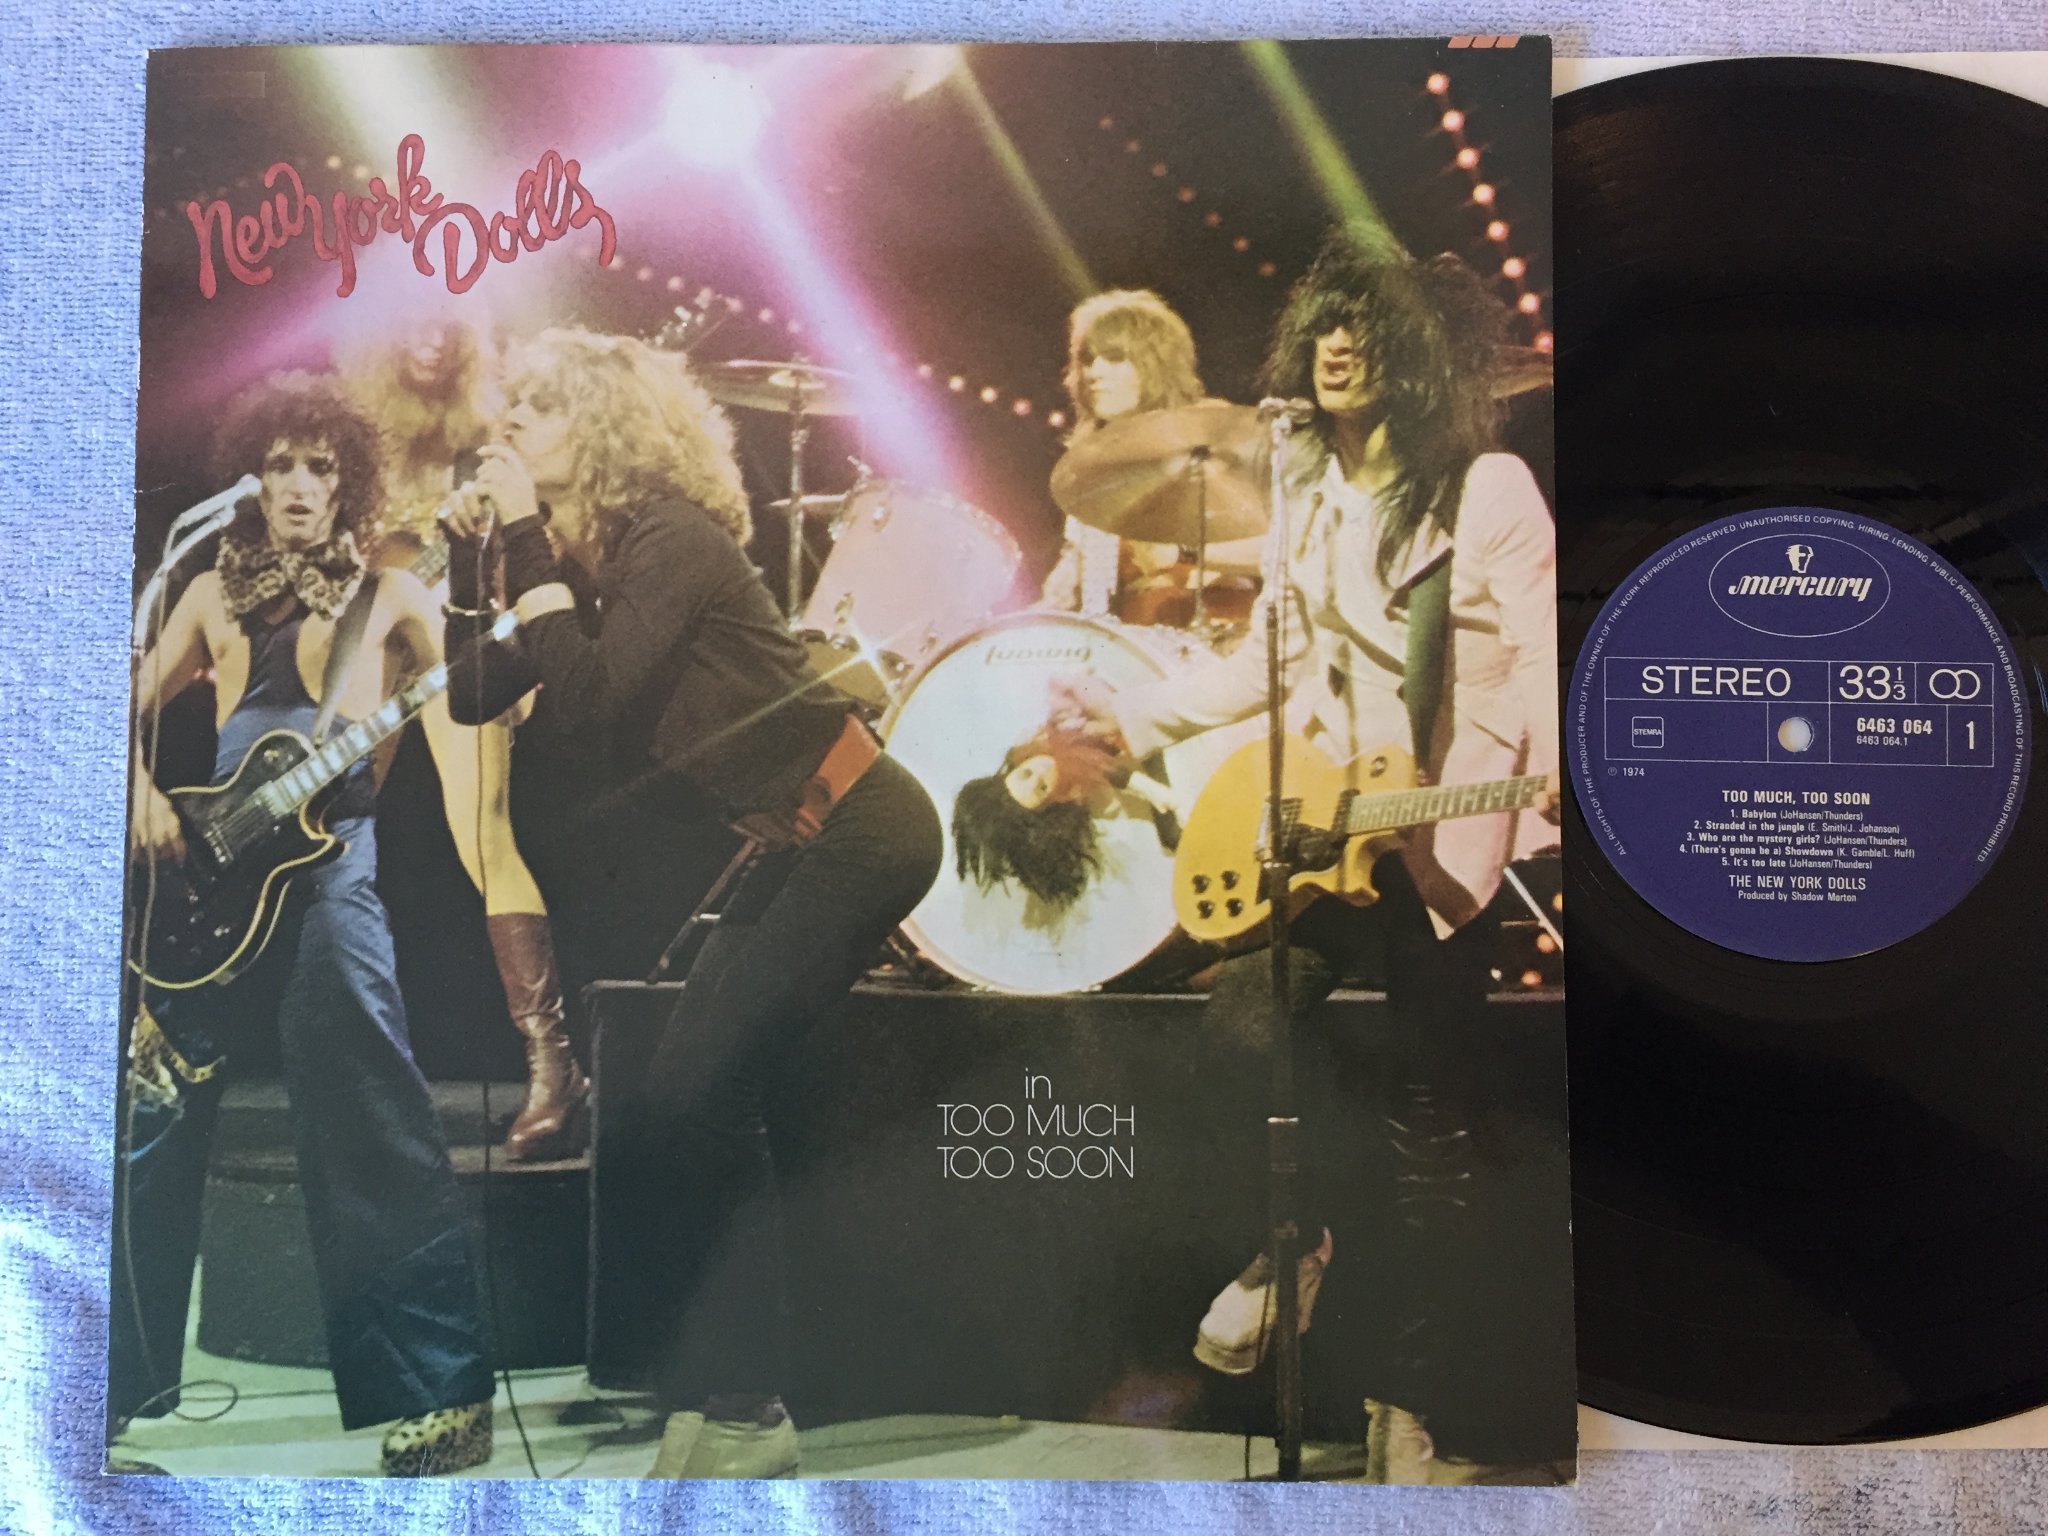 New York
Dolls
ludwig
in
TOO MUCH
TOO SOON
ALL RIGHTS OF THE PRODUCER AND OF THE OWNER OF THE WORK REPRODUCED RESERVED. UNAUTHORISED COPYING, HIRING, LENDING, PUBLIC PERFORMANCE AND BROADCASTING OF THIS RECORD PROHIBITED
mercury
STEREO 33 1/3
STEMRA 6463 064 1
6463 064.1
℗ 1974
TOO MUCH, TOO SOON
1. Babylon (JoHansen/Thunders)
2. Stranded in the jungle (E. Smith/J. Johanson)
3. Who are the mystery girls? (JoHansen/Thunders)
4. (There's gonna be a) Showdown (K. Gamble/L. Huff)
5. It's too late (JoHansen/Thunders)
THE NEW YORK DOLLS
Produced by Shadow Morton